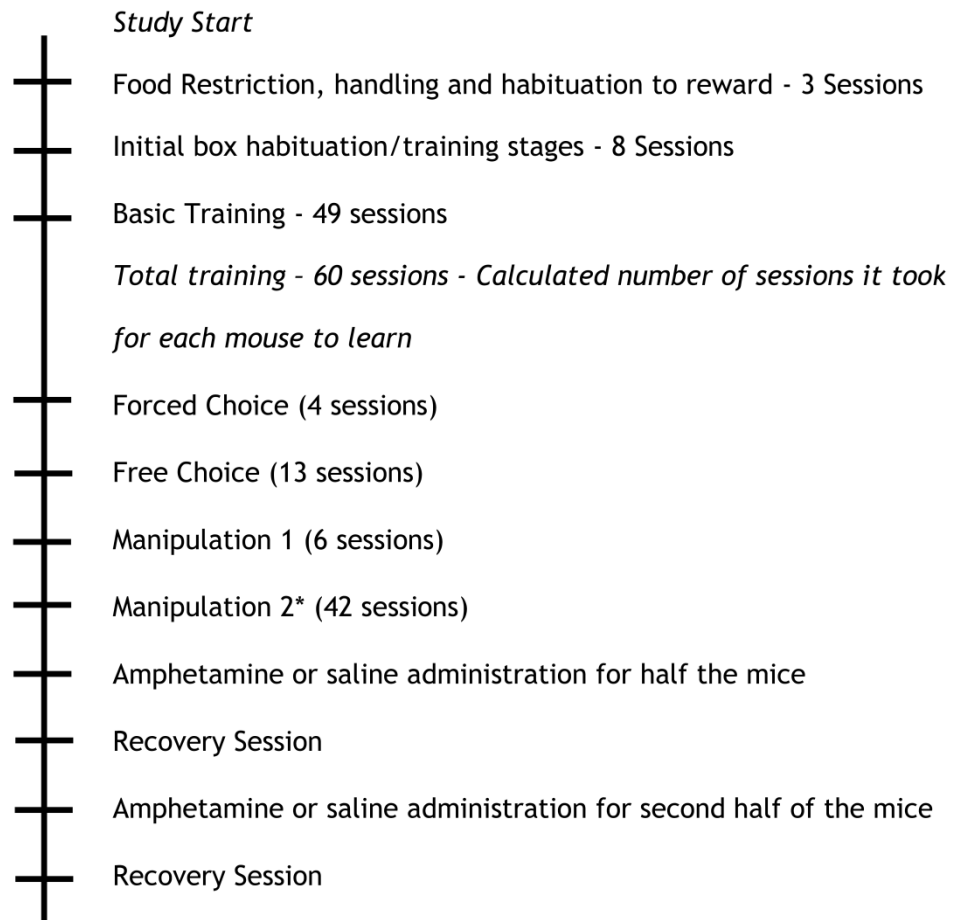 Study Start
Food Restriction, handling and habituation to reward - 3 Sessions
Initial box habituation/training stages - 8 Sessions
Basic Training - 49 sessions
Total training – 60 sessions - Calculated number of sessions it took
for each mouse to learn
Forced Choice (4 sessions)
Free Choice (13 sessions)
Manipulation 1 (6 sessions)
Manipulation 2* (42 sessions)
Amphetamine or saline administration for half the mice
Recovery Session
Amphetamine or saline administration for second half of the mice
Recovery Session